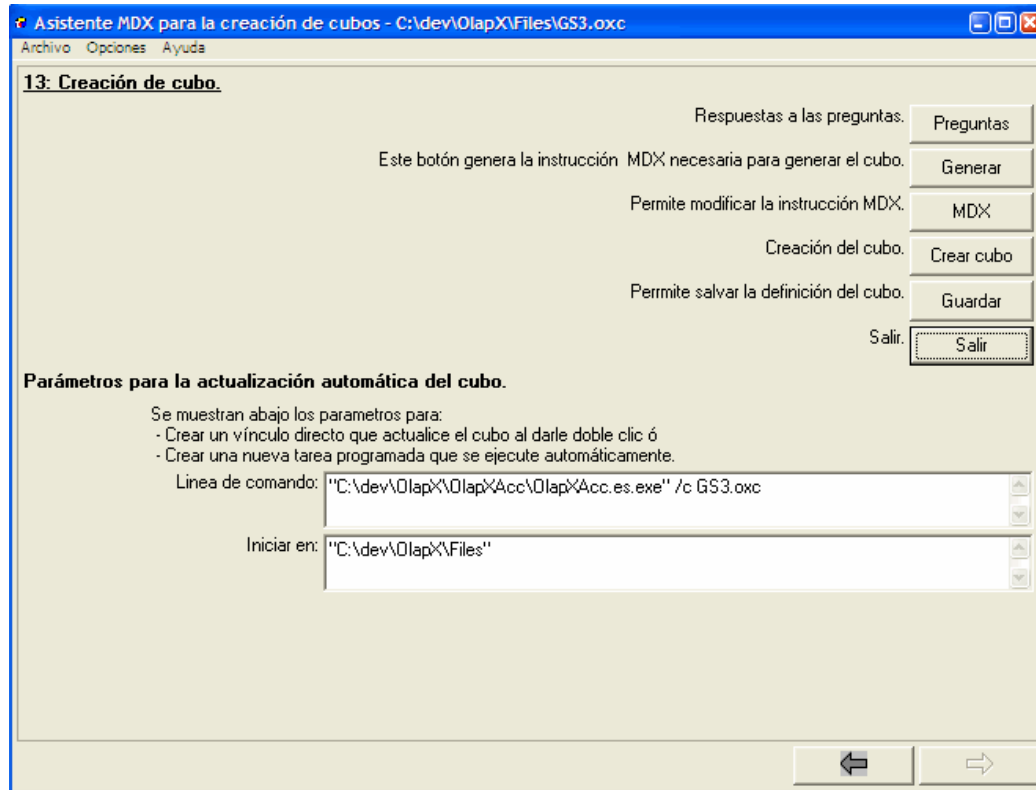 Asistente MDX para la creación de cubos - C:\dev\OlapX\Files\GS3.oxc
Archivo Opciones Ayuda
13: Creación de cubo.
Respuestas a las preguntas. Preguntas
Este botón genera la instrucción MDX necesaria para generar el cubo. Generar
Permite modificar la instrucción MDX. MDX
Creación del cubo. Crear cubo
Perrmite salvar la definición del cubo. Guardar
Salir. Salir
Parámetros para la actualización automática del cubo.
Se muestran abajo los parametros para:
- Crear un vínculo directo que actualice el cubo al darle doble clic ó
- Crear una nueva tarea programada que se ejecute automáticamente.
Linea de comando: "C:\dev\OlapX\OlapXAcc\OlapXAcc.es.exe" /c GS3.oxc
Iniciar en: "C:\dev\OlapX\Files"